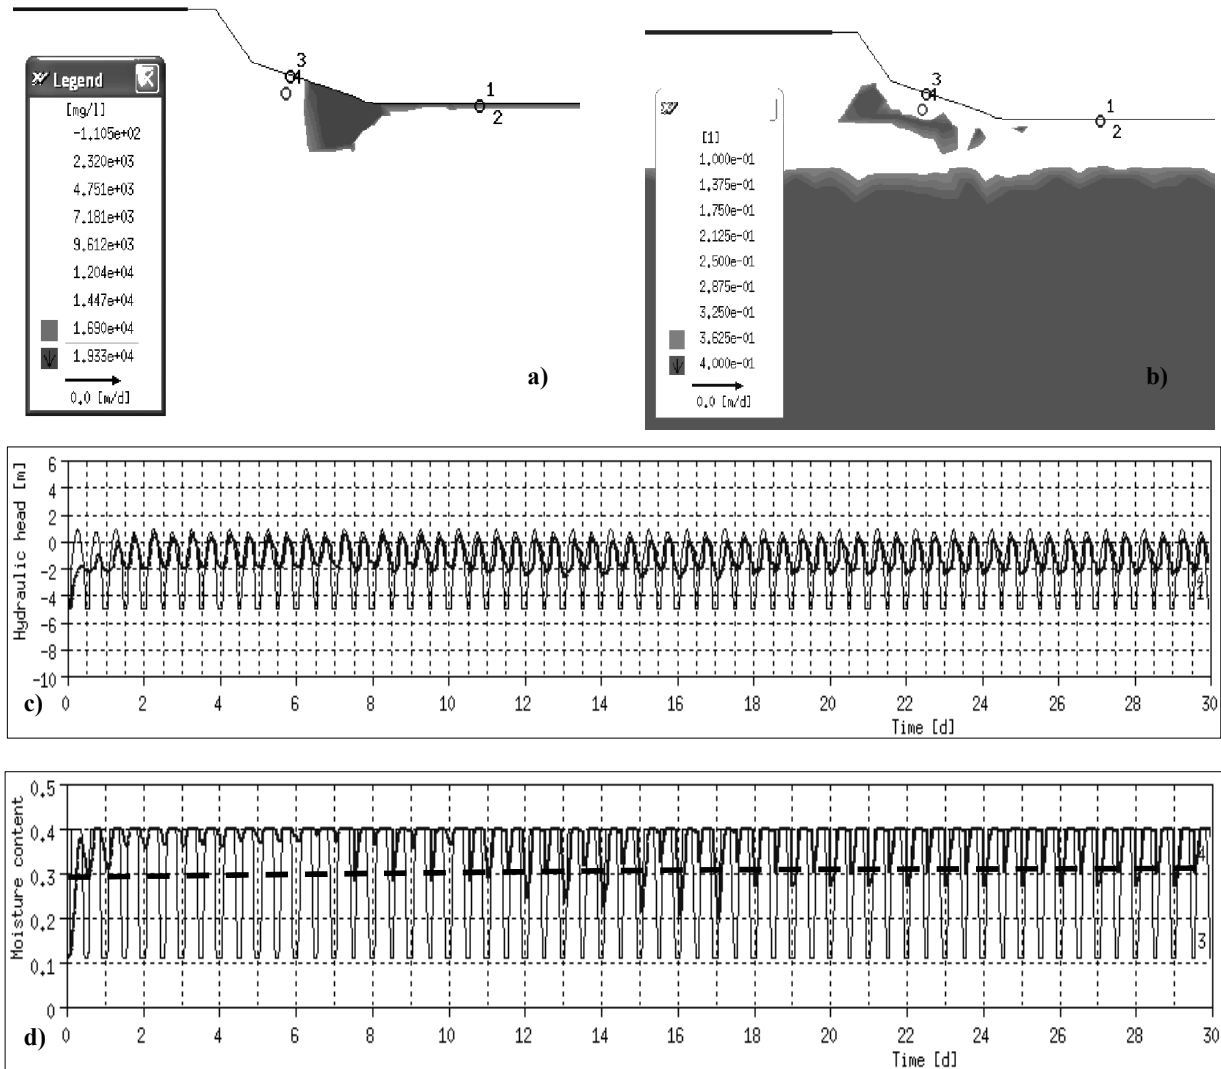 Legend
[mg/l]
-1.105e+02
2.320e+03
4.751e+03
7.181e+03
9.612e+03
1.204e+04
1.447e+04
1.690e+04
1.933e+04
0.0 [m/d]
3
4
1
2
a)
[1]
1.000e-01
1.375e-01
1.750e-01
2.125e-01
2.500e-01
2.875e-01
3.250e-01
3.625e-01
4.000e-01
0.0 [m/d]
3
4
1
2
b)
Hydraulic head [m]
6
4
2
0
-2
-4
-6
-8
-10
4
1
c)
0 2 4 6 8 10 12 14 16 18 20 22 24 26 28 30
Time [d]
Moisture content
0.5
0.4
0.3
0.2
0.1
0
4
3
d)
0 2 4 6 8 10 12 14 16 18 20 22 24 26 28 30
Time [d]